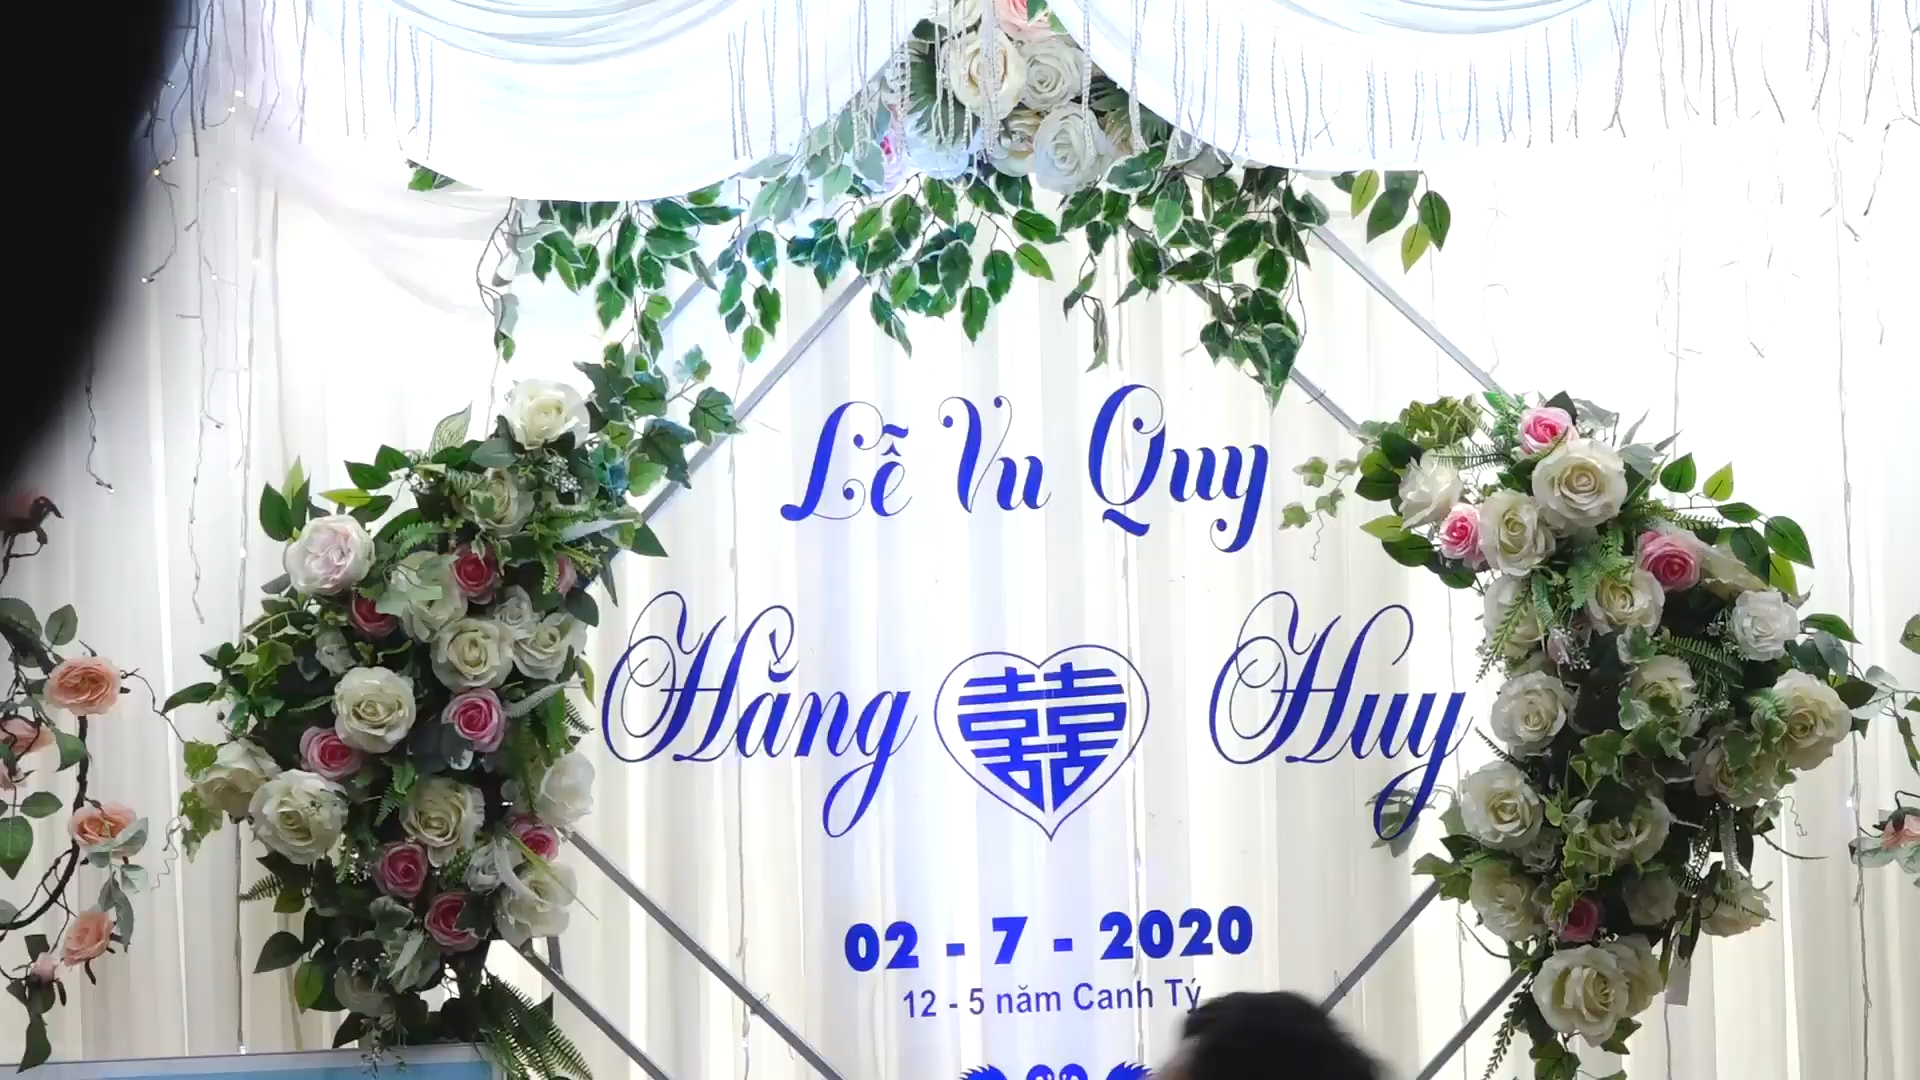 Lễ Vu Quy
Hằng 囍 Huy
02 - 7 - 2020
12 - 5 năm Canh Tý